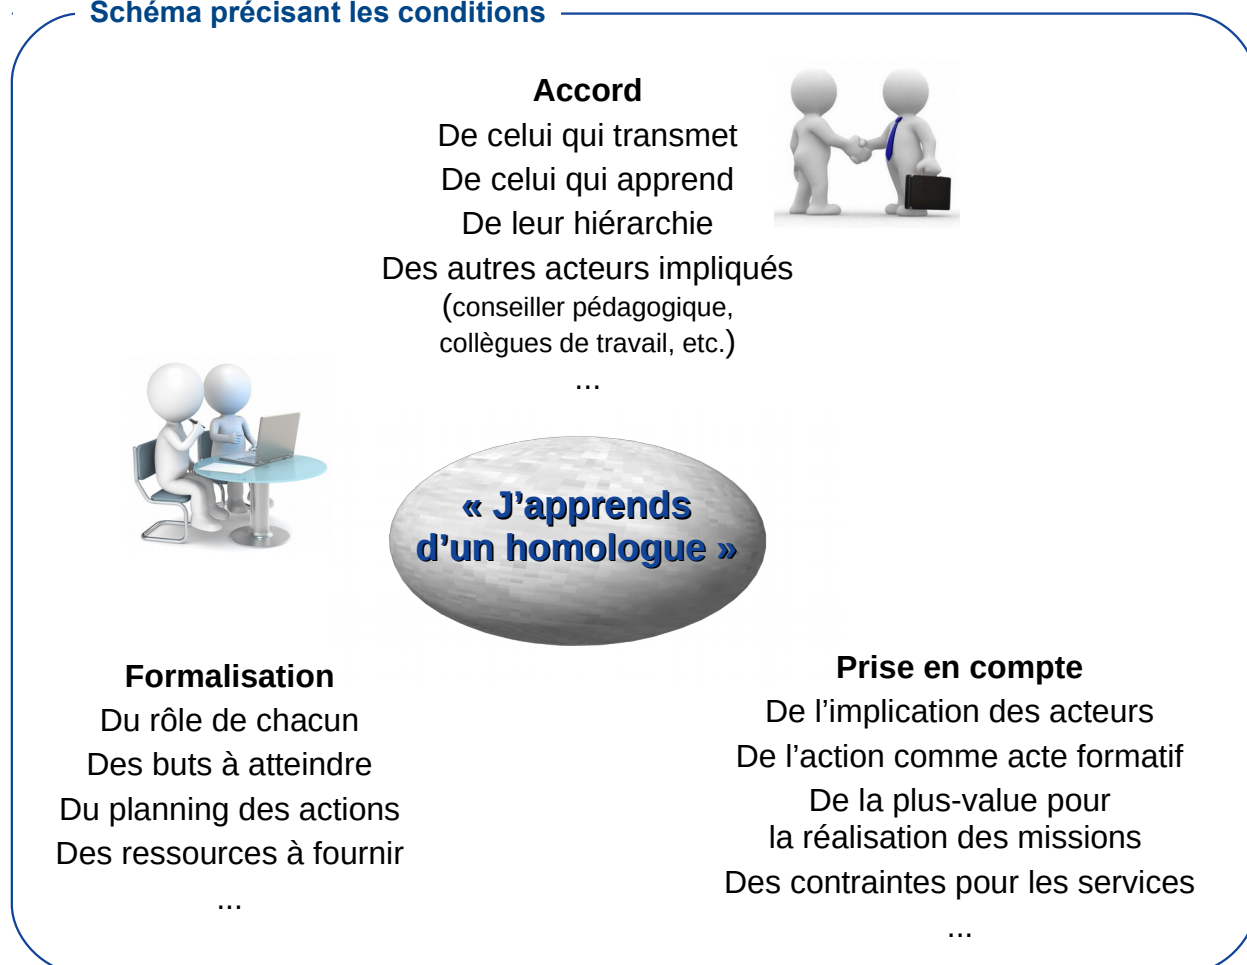 Schéma précisant les conditions
Accord
De celui qui transmet
De celui qui apprend
De leur hiérarchie
Des autres acteurs impliqués
(conseiller pédagogique,
collègues de travail, etc.)
...
« J’apprends
d’un homologue »
Formalisation
Du rôle de chacun
Des buts à atteindre
Du planning des actions
Des ressources à fournir
...
Prise en compte
De l’implication des acteurs
De l’action comme acte formatif
De la plus-value pour
la réalisation des missions
Des contraintes pour les services
...